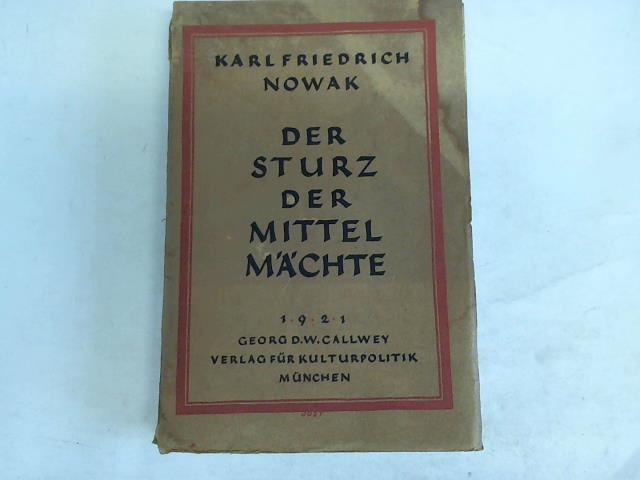 KARL FRIEDRICH
NOWAK
DER
STURZ
DER
MITTEL
MÄCHTE
1·9·2·1
GEORG D.W. CALLWEY
VERLAG FÜR KULTURPOLITIK
MÜNCHEN